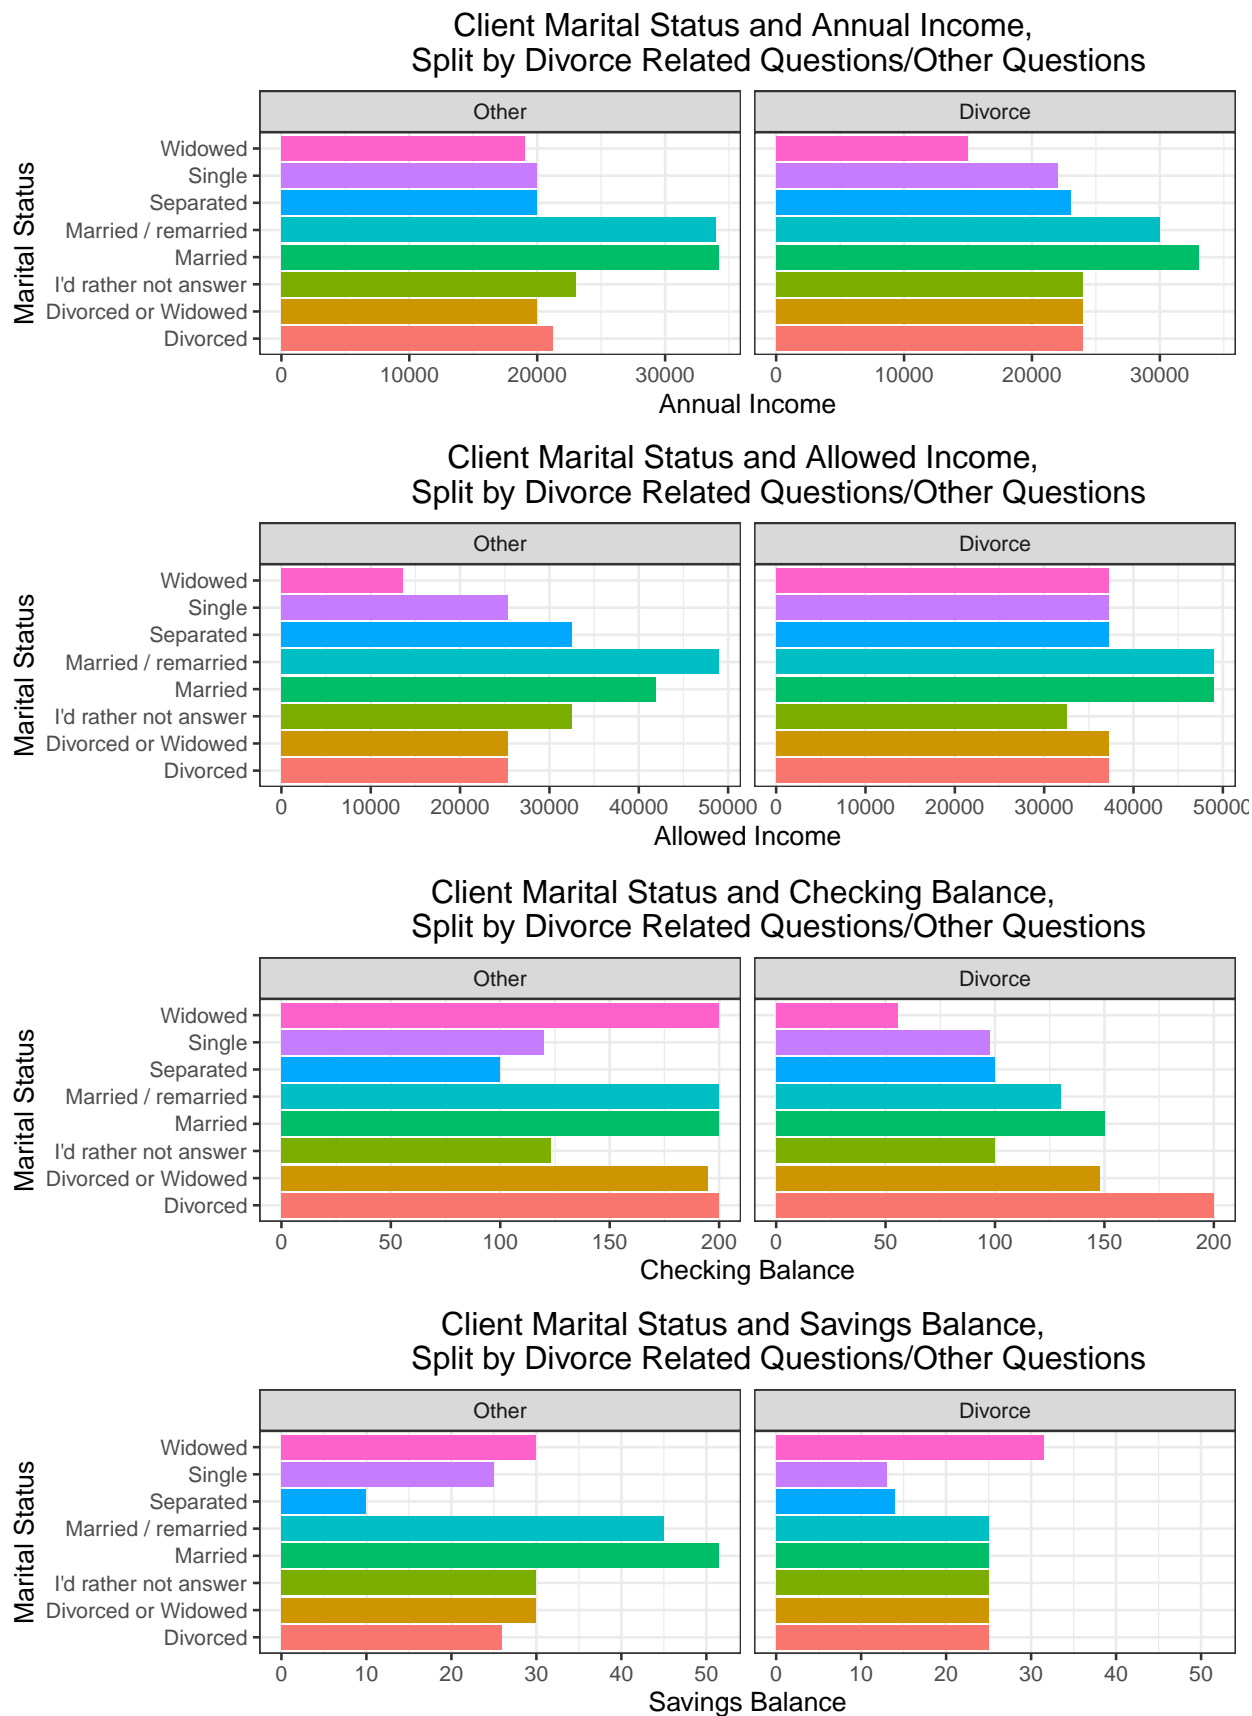 Client Marital Status and Annual Income,
Split by Divorce Related Questions/Other Questions
Other
Divorce
Marital Status
Widowed
Single
Separated
Married / remarried
Married
I'd rather not answer
Divorced or Widowed
Divorced
0 10000 20000 30000
0 10000 20000 30000
Annual Income
Client Marital Status and Allowed Income,
Split by Divorce Related Questions/Other Questions
Other
Divorce
Marital Status
Widowed
Single
Separated
Married / remarried
Married
I'd rather not answer
Divorced or Widowed
Divorced
0 10000 20000 30000 40000 50000
0 10000 20000 30000 40000 50000
Allowed Income
Client Marital Status and Checking Balance,
Split by Divorce Related Questions/Other Questions
Other
Divorce
Marital Status
Widowed
Single
Separated
Married / remarried
Married
I'd rather not answer
Divorced or Widowed
Divorced
0 50 100 150 200
0 50 100 150 200
Checking Balance
Client Marital Status and Savings Balance,
Split by Divorce Related Questions/Other Questions
Other
Divorce
Marital Status
Widowed
Single
Separated
Married / remarried
Married
I'd rather not answer
Divorced or Widowed
Divorced
0 10 20 30 40 50
0 10 20 30 40 50
Savings Balance